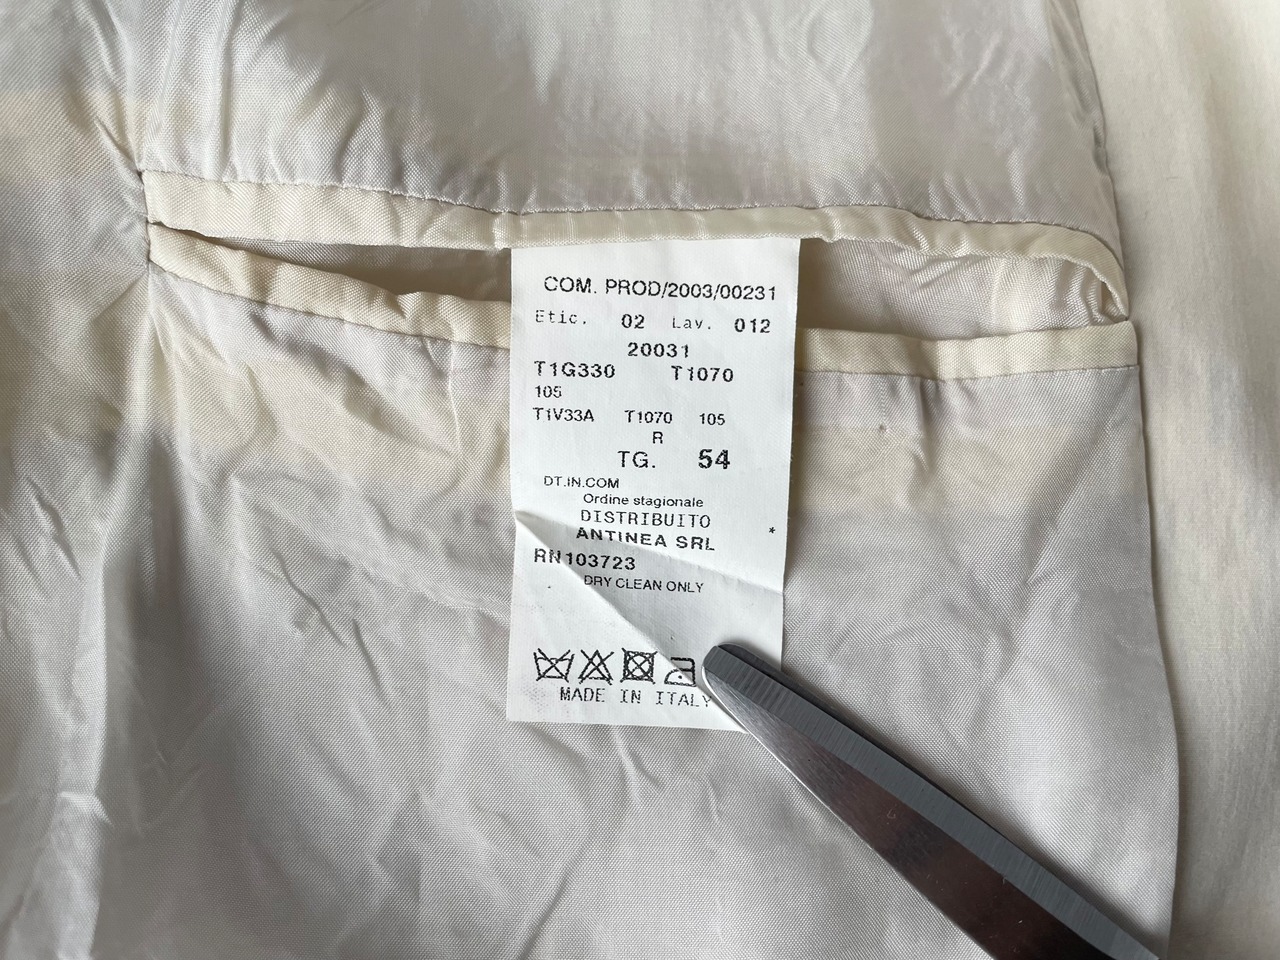 COM. PROD/2003/00231
Etic. 02 Lav. 012
20031
T1G330 T1070
105
T1V33A T1070 105
R
TG. 54
DT.IN.COM
Ordine stagionale
DISTRIBUITO *
ANTINEA SRL
RN103723
DRY CLEAN ONLY
MADE IN ITALY